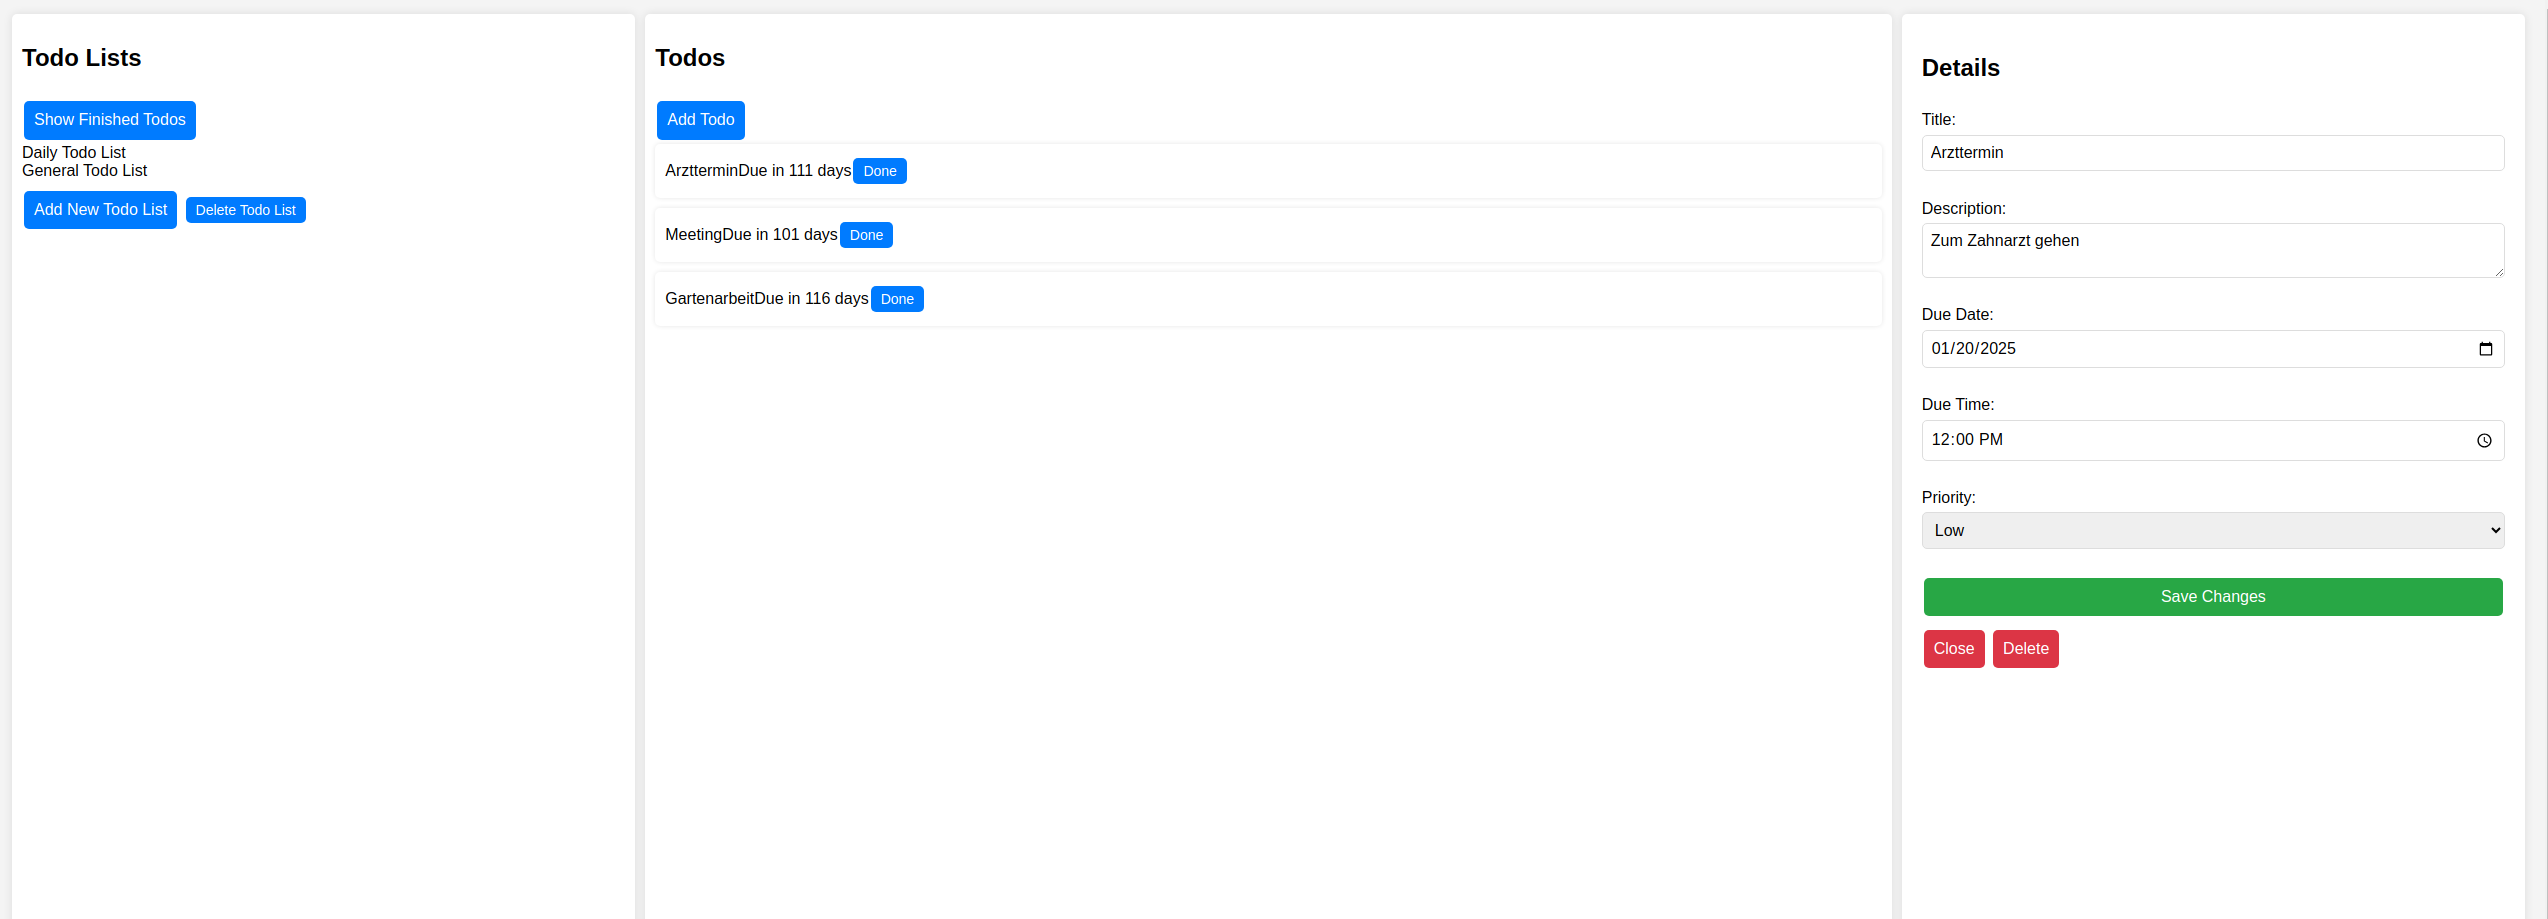 Todo Lists
Show Finished Todos
Daily Todo List
General Todo List
Add New Todo List Delete Todo List
Todos
Add Todo
ArztterminDue in 111 days Done
MeetingDue in 101 days Done
GartenarbeitDue in 116 days Done
Details
Title:
Arzttermin
Description:
Zum Zahnarzt gehen
Due Date:
01/20/2025
Due Time:
12:00 PM
Priority:
Low
Save Changes
Close Delete